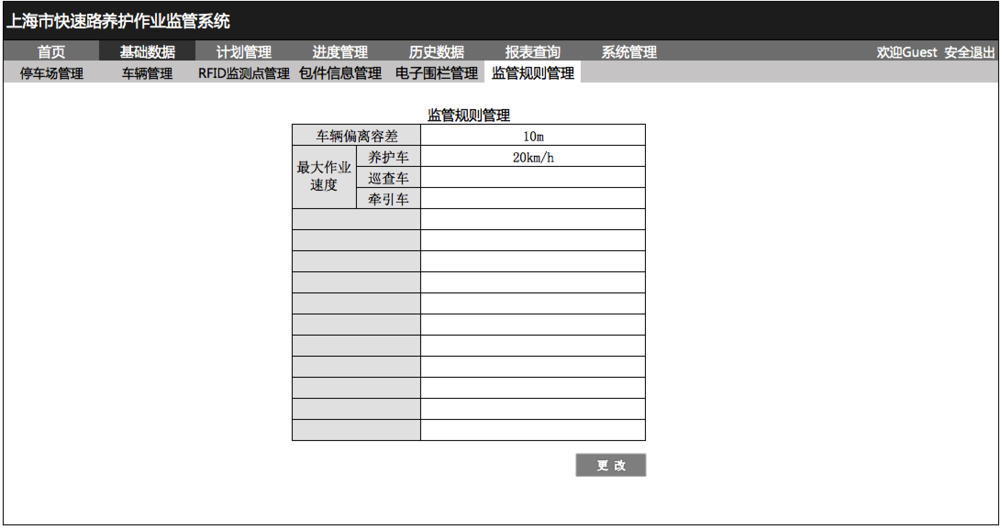 上海市快速路养护作业监管系统
首页 基础数据 计划管理 进度管理 历史数据 报表查询 系统管理 欢迎Guest 安全退出
停车场管理 车辆管理 RFID监测点管理 包件信息管理 电子围栏管理 监管规则管理
监管规则管理
车辆偏离容差 10m
最大作业
速度
养护车 20km/h
巡查车
牵引车
更 改